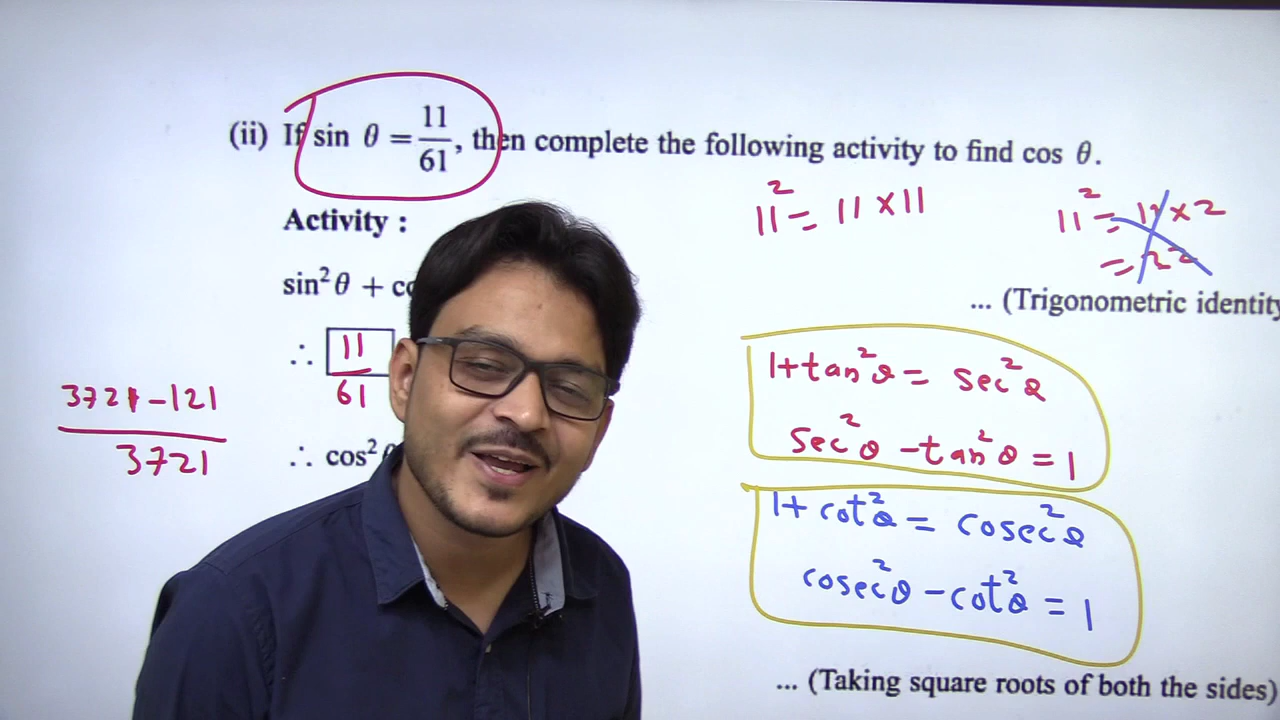 (ii) If sin θ = 11/61, then complete the following activity to find cos θ.
11² = 11 × 11
11² = 11 × 2
= 22
Activity :
sin²θ +
... (Trigonometric identity
∴ 11/61
3721 − 121 / 3721
∴ cos²
1 + tan²θ = sec²θ
sec²θ − tan²θ = 1
1 + cot²θ = cosec²θ
cosec²θ − cot²θ = 1
... (Taking square roots of both the sides)